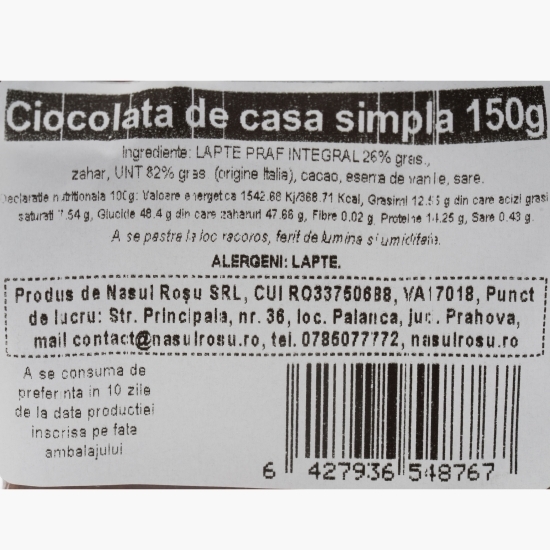 Ciocolata de casa simpla 150g
Ingrediente: LAPTE PRAF INTEGRAL 26% gras.,
zahar, UNT 82% gras (origine Italia), cacao, esenta de vanilie, sare.
Declaratie nutritionala 100g: Valoare energetica 1542.68 Kj/368.71 Kcal, Grasimi din care acizi grasi
saturati 7.54 g, Glucide 48.4 g din care zaharuri 47.66 g, Fibre 0.02 g, Proteine 14.25 g, Sare 0.43 g.
A se pastra la loc racoros, ferit de lumina si umiditate.
ALERGENI: LAPTE.
Produs de Nasul Roșu SRL, CUI RO33750688, VA17018, Punct
de lucru: Str. Principala, nr. 36, loc. Palanca, jud. Prahova,
mail contact@nasulrosu.ro, tel. 0785077772, nasulrosu.ro
A se consuma de
preferinta in 10 zile
de la data productiei
inscrisa pe fata
ambalajului
6 427936 548767